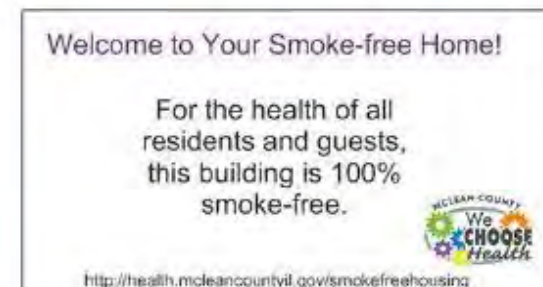 Welcome to Your Smoke-free Home!
For the health of all
residents and guests,
this building is 100%
smoke-free.
McLEAN COUNTY
We
CHOOSE
Health
http://health.mcleancountyil.gov/smokefreehousing